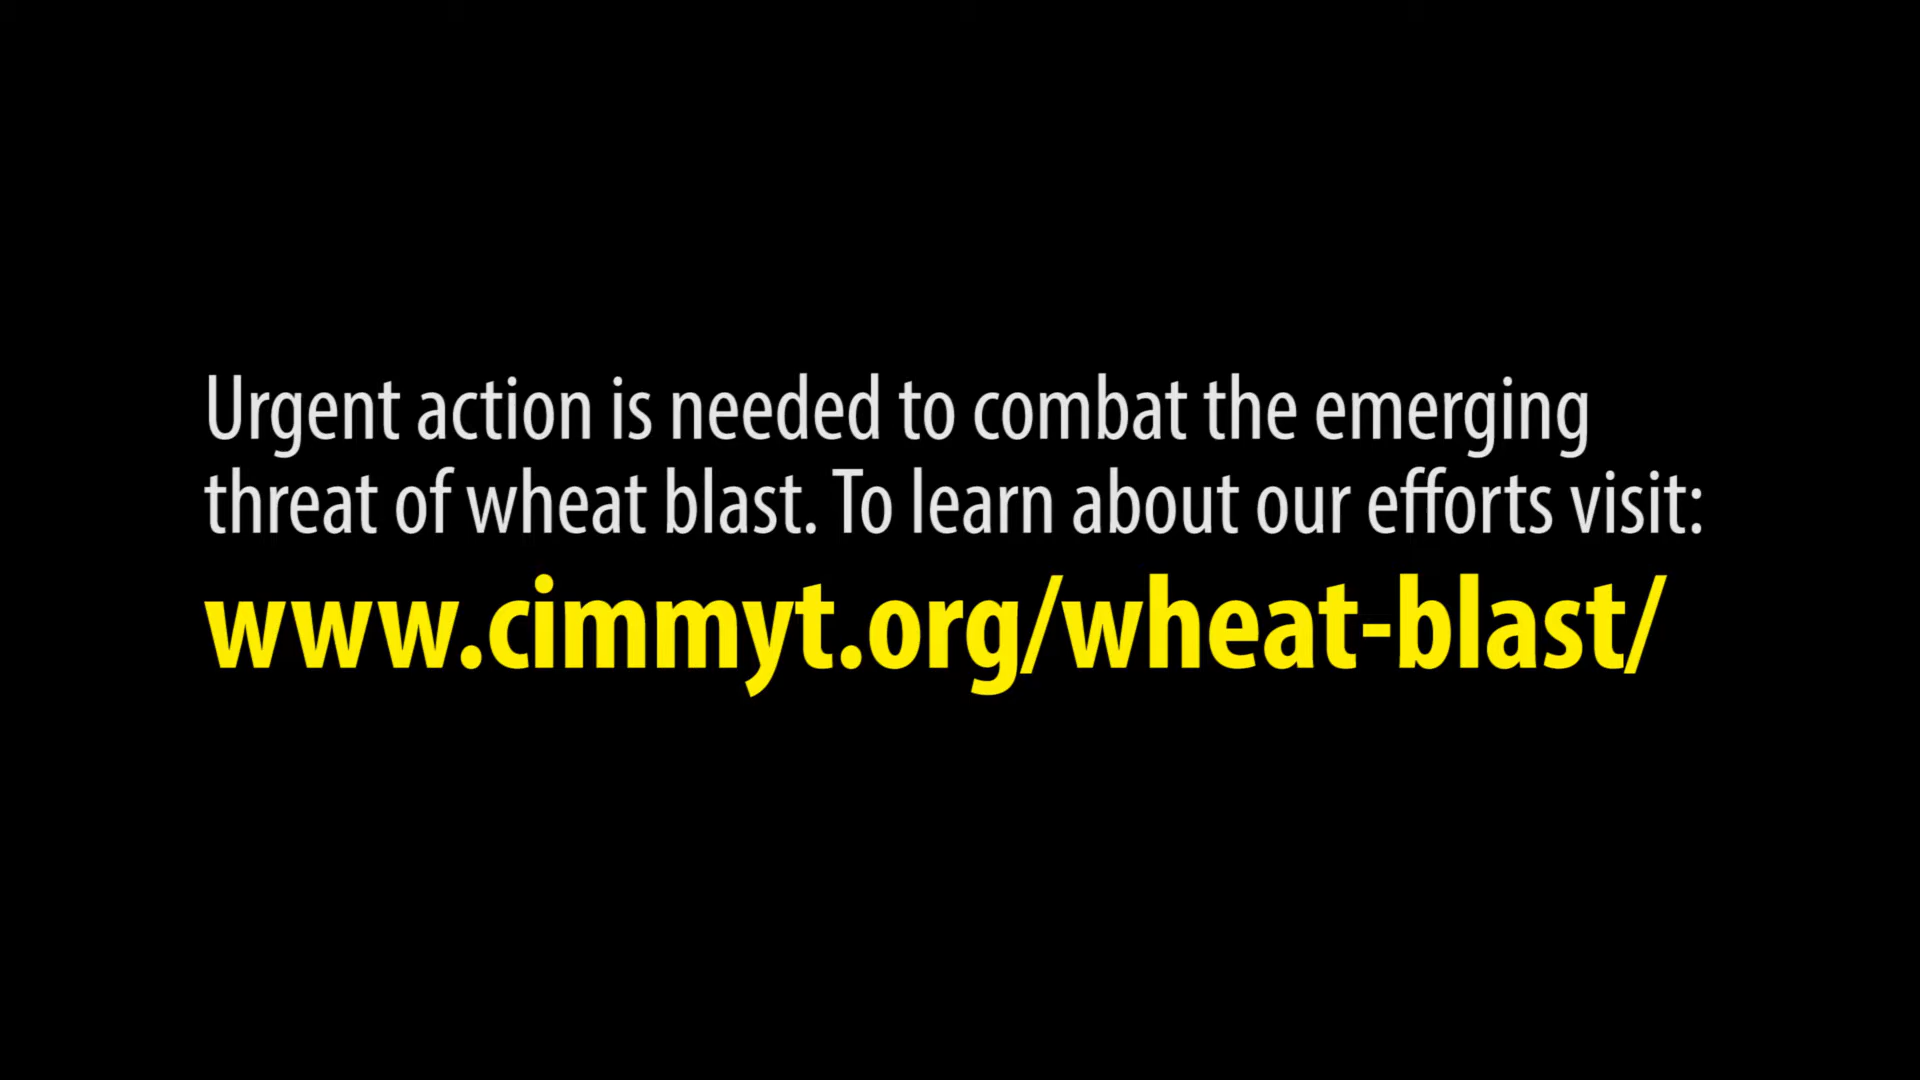 Urgent action is needed to combat the emerging
threat of wheat blast. To learn about our efforts visit:
www.cimmyt.org/wheat-blast/